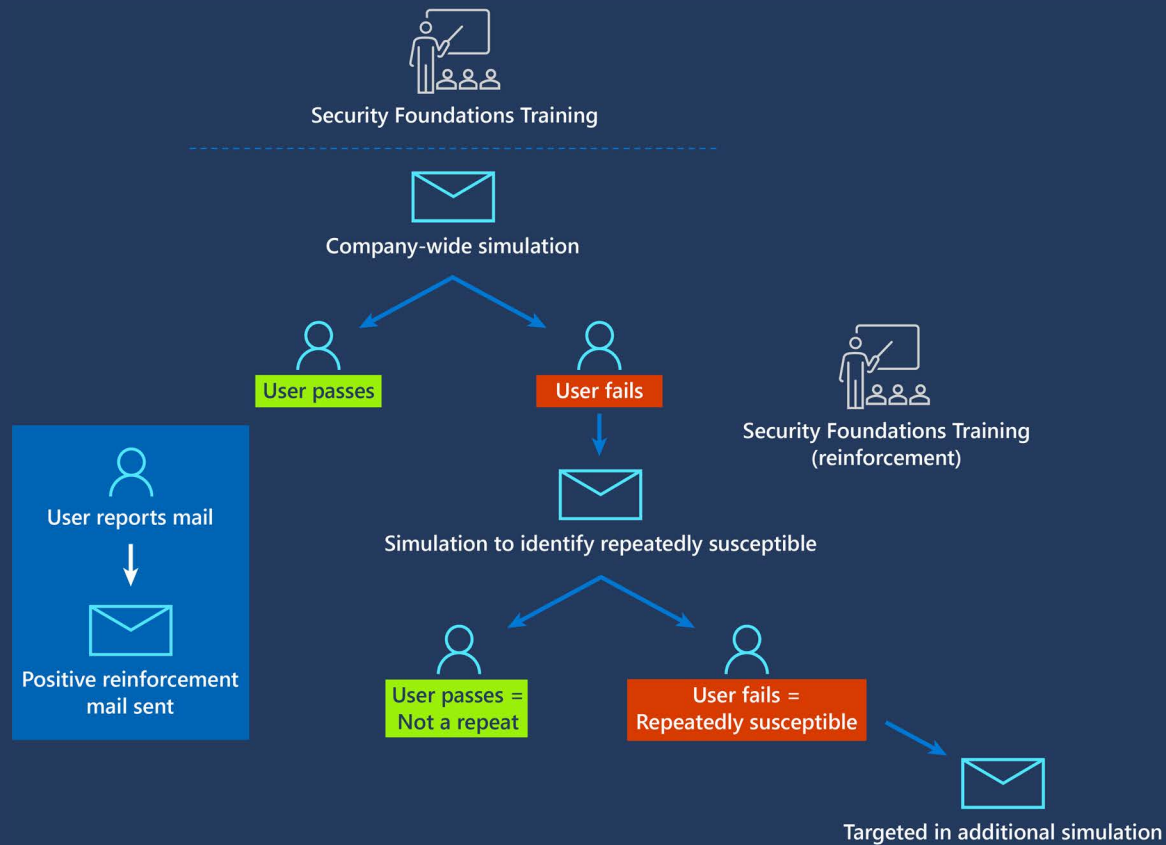 Security Foundations Training
Company-wide simulation
User passes
User fails
Security Foundations Training
(reinforcement)
User reports mail
Simulation to identify repeatedly susceptible
Positive reinforcement
mail sent
User passes =
Not a repeat
User fails =
Repeatedly susceptible
Targeted in additional simulation